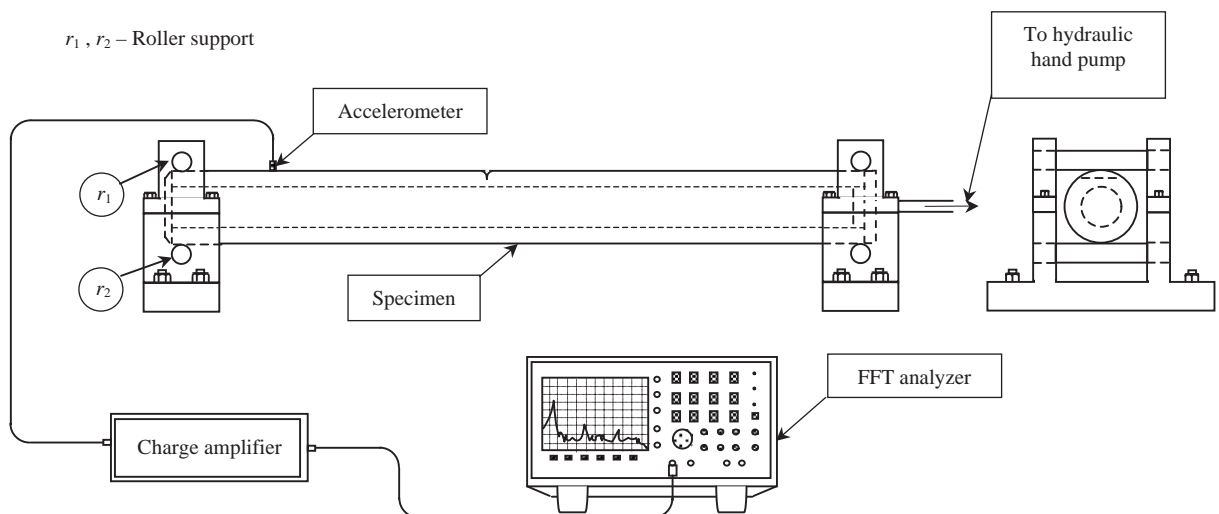 r₁ , r₂ – Roller support
To hydraulic
hand pump
Accelerometer
r₁
r₂
Specimen
FFT analyzer
Charge amplifier